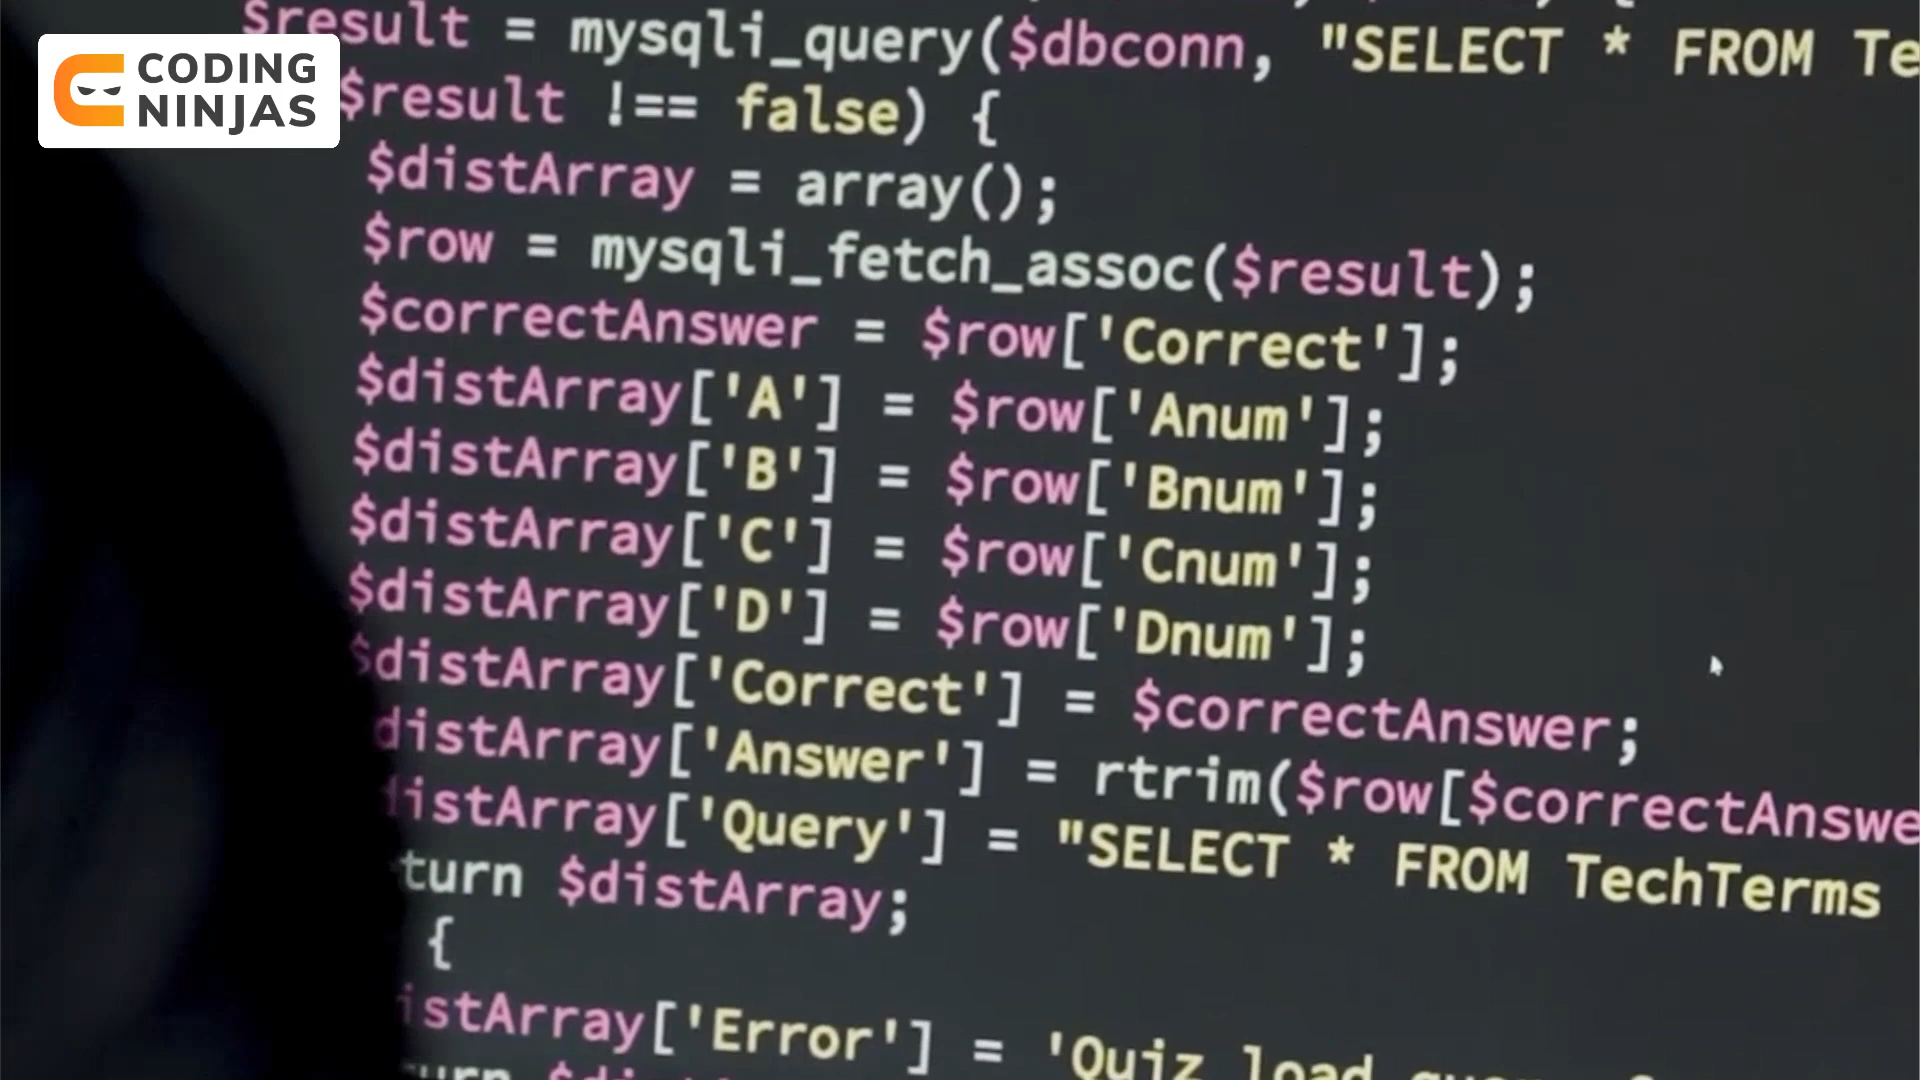 CODING
NINJAS
$result = mysqli_query($dbconn, "SELECT * FROM
$result !== false) {
$distArray = array();
$row = mysqli_fetch_assoc($result);
$correctAnswer = $row['Correct'];
$distArray['A'] = $row['Anum'];
$distArray['B'] = $row['Bnum'];
$distArray['C'] = $row['Cnum'];
$distArray['D'] = $row['Dnum'];
$distArray['Correct'] = $correctAnswer;
distArray['Answer'] = rtrim($row[$correctAnswe
istArray['Query'] = "SELECT * FROM TechTerms
turn $distArray;
{
istArray['Error'] = 'Quiz load